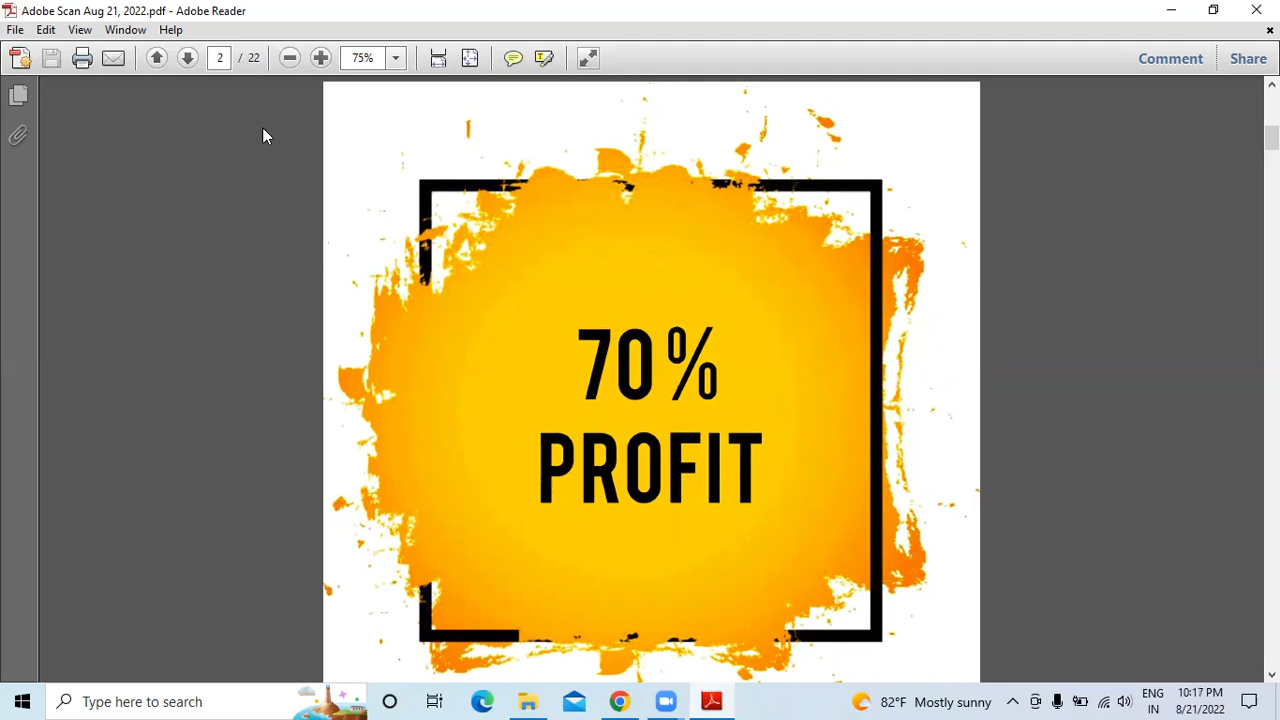 Adobe Scan Aug 21, 2022.pdf - Adobe Reader
File Edit View Window Help
2 / 22 75% Comment Share
70%
PROFIT
Type here to search
82°F Mostly sunny
ENG
IN
10:17 PM
8/21/2022